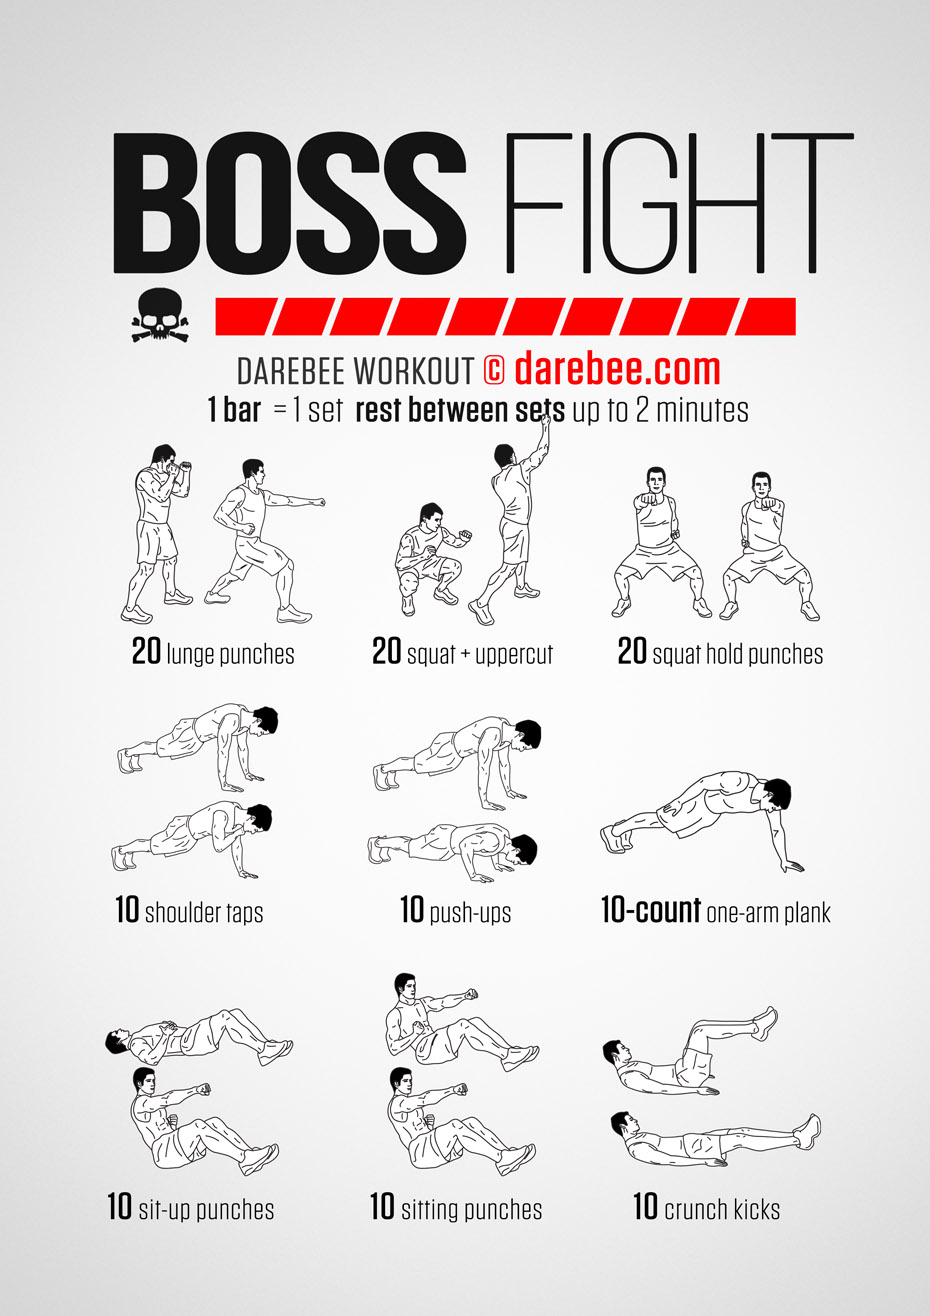 BOSS FIGHT
DAREBEE WORKOUT © darebee.com
1 bar = 1 set rest between sets up to 2 minutes
20 lunge punches
20 squat + uppercut
20 squat hold punches
10 shoulder taps
10 push-ups
10-count one-arm plank
10 sit-up punches
10 sitting punches
10 crunch kicks